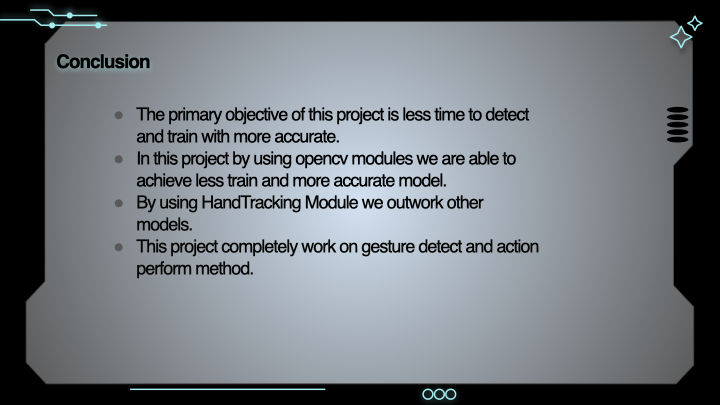 Conclusion
The primary objective of this project is less time to detect
and train with more accurate.
In this project by using opencv modules we are able to
achieve less train and more accurate model.
By using HandTracking Module we outwork other
models.
This project completely work on gesture detect and action
perform method.